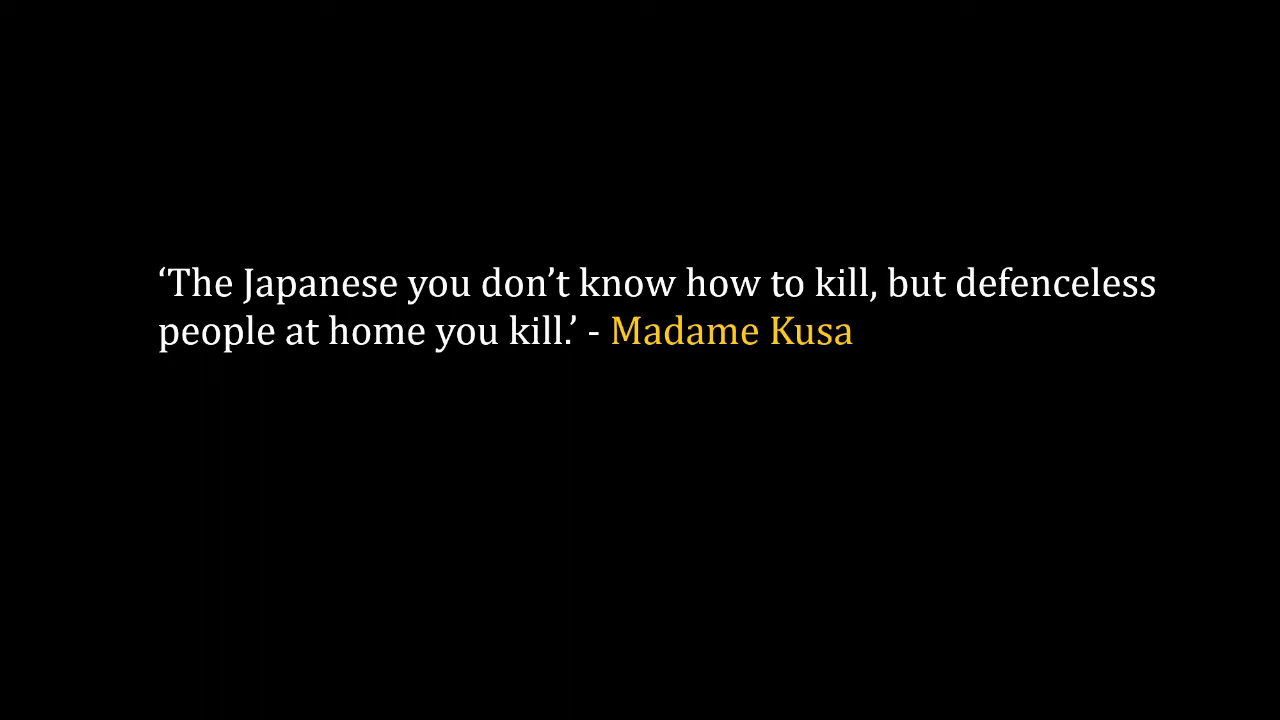 ‘The Japanese you don’t know how to kill, but defenceless
people at home you kill.’ - Madame Kusa